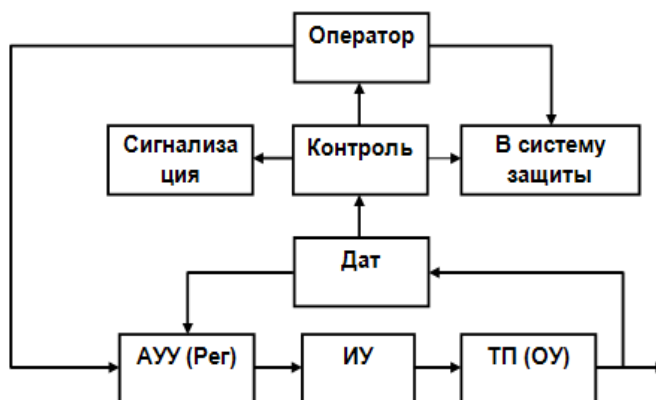 Оператор
Сигнализа
ция
Контроль
В систему
защиты
Дат
АУУ (Рег)
ИУ
ТП (ОУ)